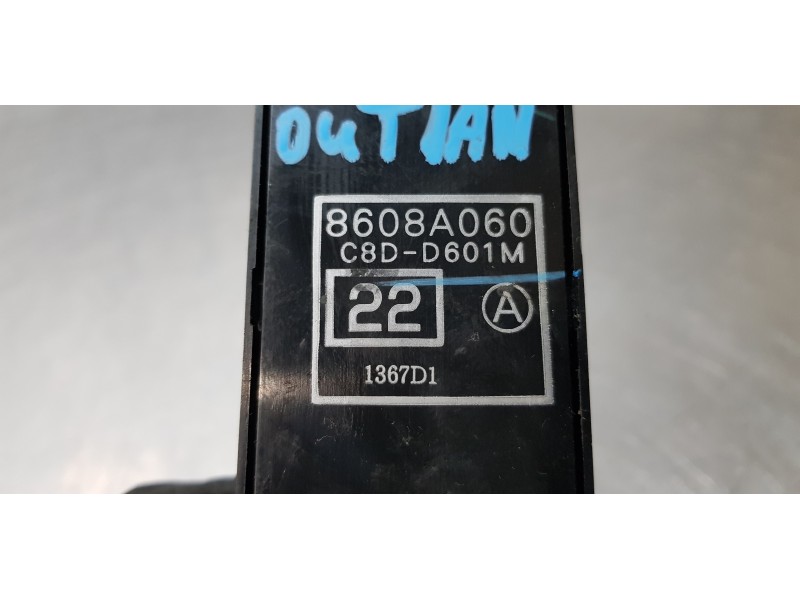 OUTLAN
8608A060
C8D-D601M
22 A
1367D1